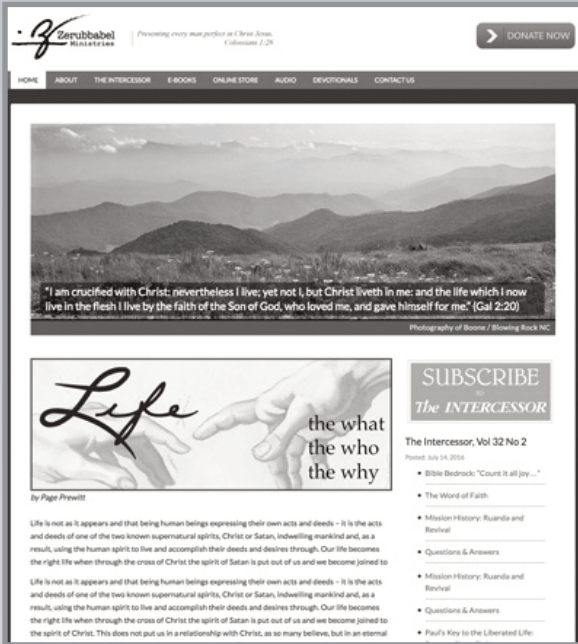 Zerubbabel
Ministries
Presenting every man perfect in Christ Jesus.
Colossians 1:28
DONATE NOW
HOME ABOUT THE INTERCESSOR E-BOOKS ONLINE STORE AUDIO DEVOTIONALS CONTACT US
"I am crucified with Christ: nevertheless I live; yet not I, but Christ liveth in me: and the life which I now
live in the flesh I live by the faith of the Son of God, who loved me, and gave himself for me." (Gal 2:20)
Photography of Boone / Blowing Rock NC
Life
the what
the who
the why
by Page Prewitt
Life is not as it appears and that being human beings expressing their own acts and deeds – it is the acts
and deeds of one of the two known supernatural spirits, Christ or Satan, indwelling mankind and, as a
result, using the human spirit to live and accomplish their deeds and desires through. Our life becomes
the right life when through the cross of Christ the spirit of Satan is put out of us and we become joined to
Life is not as it appears and that being human beings expressing their own acts and deeds – it is the acts
and deeds of one of the two known supernatural spirits, Christ or Satan, indwelling mankind and, as a
result, using the human spirit to live and accomplish their deeds and desires through. Our life becomes
the right life when through the cross of Christ the spirit of Satan is put out of us and we become joined to
the spirit of Christ. This does not put us in a relationship with Christ, as so many believe, but in an eternal
SUBSCRIBE
TO
The INTERCESSOR
The Intercessor, Vol 32 No 2
Posted: July 14, 2016
• Bible Bedrock: "Count it all joy…"
• The Word of Faith
• Mission History: Ruanda and
Revival
• Questions & Answers
• Mission History: Ruanda and
Revival
• Questions & Answers
• Paul's Key to the Liberated Life: